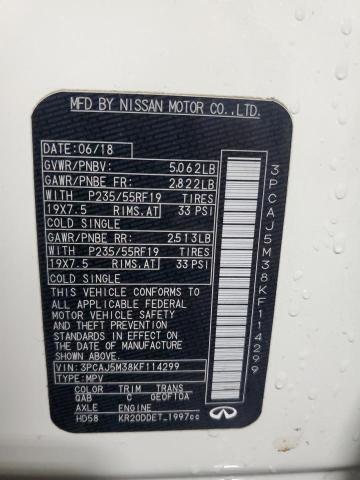 MFD BY NISSAN MOTOR CO.,LTD.
DATE:06/18
GVWR/PNBV: 5.062LB
GAWR/PNBE FR: 2.822LB
WITH P235/55RF19 TIRES
19X7.5 RIMS.AT 33 PSI
COLD SINGLE
GAWR/PNBE RR: 2.513LB
WITH P235/55RF19 TIRES
19X7.5 RIMS.AT 33 PSI
COLD SINGLE
THIS VEHICLE CONFORMS TO
ALL APPLICABLE FEDERAL
MOTOR VEHICLE SAFETY
AND THEFT PREVENTION
STANDARDS IN EFFECT ON
THE DATE OF MANUFACTURE
SHOWN ABOVE.
VIN:3PCAJ5M38KF114299
TYPE:MPV
COLOR TRIM TRANS
QAB C GE0F10A
AXLE ENGINE
HD58 KR20DDET_1997cc
INFINITI
3PCAJ5M38KF114299